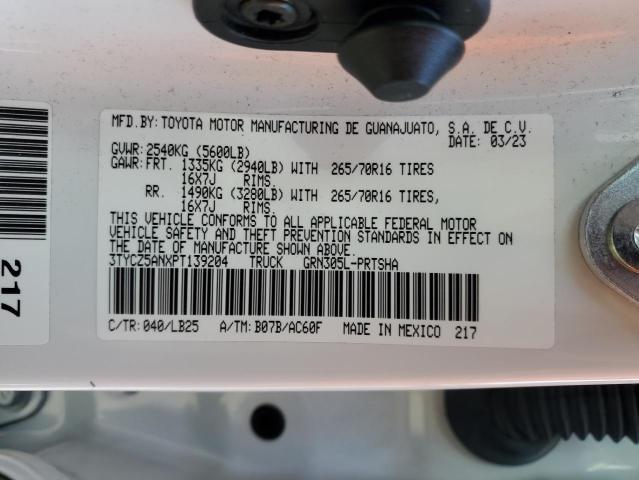 MFD.BY: TOYOTA MOTOR MANUFACTURING DE GUANAJUATO, S.A. DE C.V.
DATE: 03/23
GVWR: 2540KG (5600LB)
GAWR: FRT. 1335KG (2940LB) WITH 265/70R16 TIRES
16X7J RIMS.
RR. 1490KG (3280LB) WITH 265/70R16 TIRES,
16X7J RIMS.
THIS VEHICLE CONFORMS TO ALL APPLICABLE FEDERAL MOTOR
VEHICLE SAFETY AND THEFT PREVENTION STANDARDS IN EFFECT ON
THE DATE OF MANUFACTURE SHOWN ABOVE.
3TYCZ5ANXPT139204 TRUCK GRN305L-PRTSHA
C/TR: 040/LB25 A/TM: B07B/AC60F MADE IN MEXICO 217
217